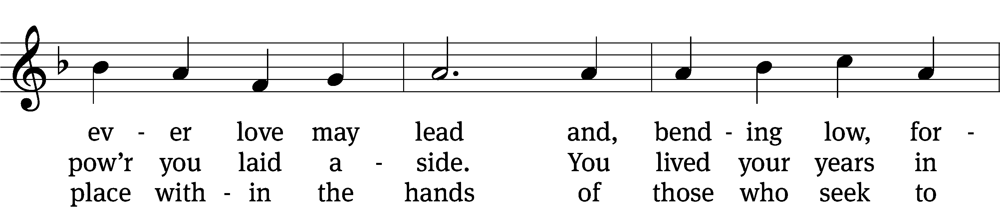 ev - er love may lead and, bend - ing low, for -
pow’r you laid a - side. You lived your years in
place with - in the hands of those who seek to